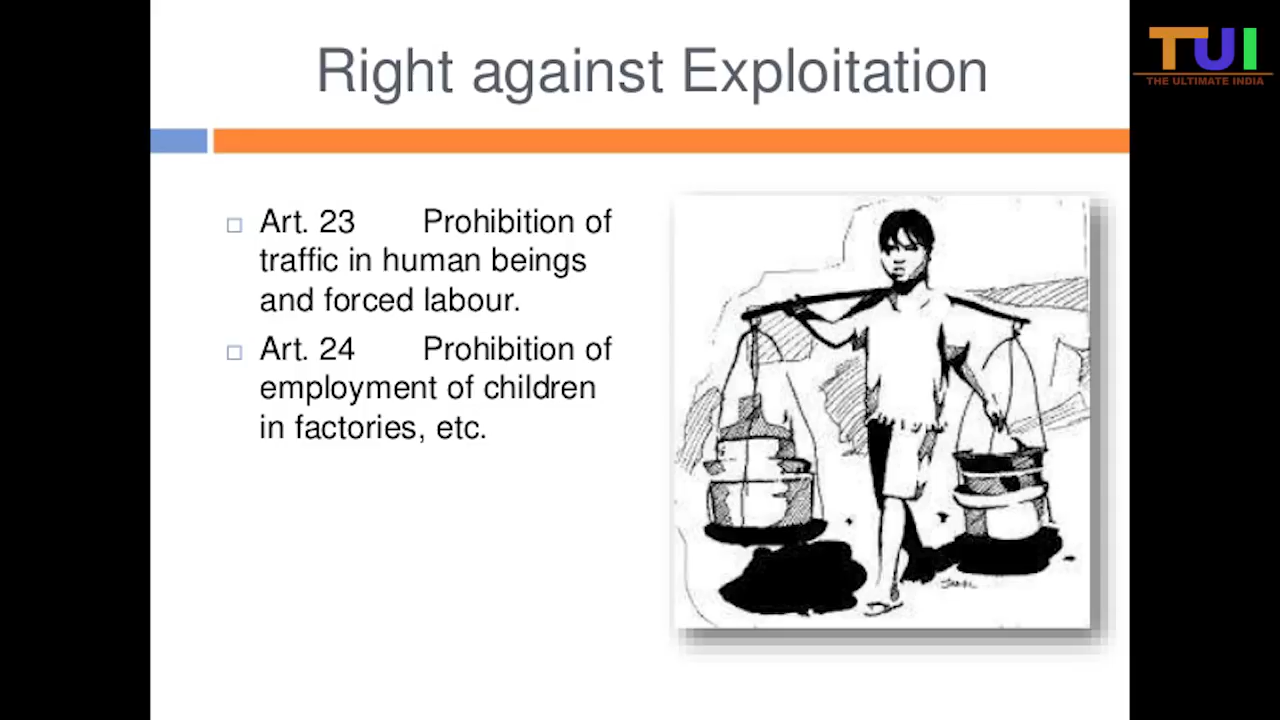 Right against Exploitation
TUI
THE ULTIMATE INDIA
Art. 23 Prohibition of
traffic in human beings
and forced labour.
Art. 24 Prohibition of
employment of children
in factories, etc.